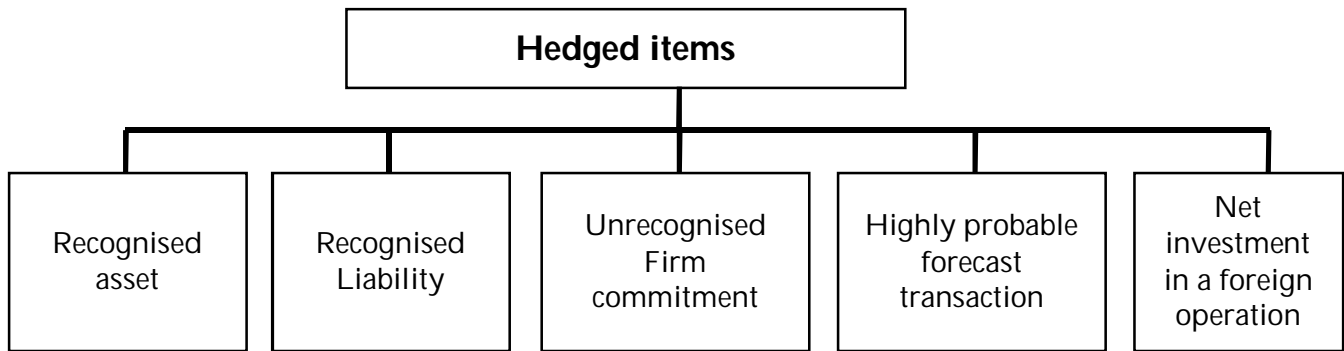 Hedged items
Recognised
asset
Recognised
Liability
Unrecognised
Firm
commitment
Highly probable
forecast
transaction
Net
investment
in a foreign
operation